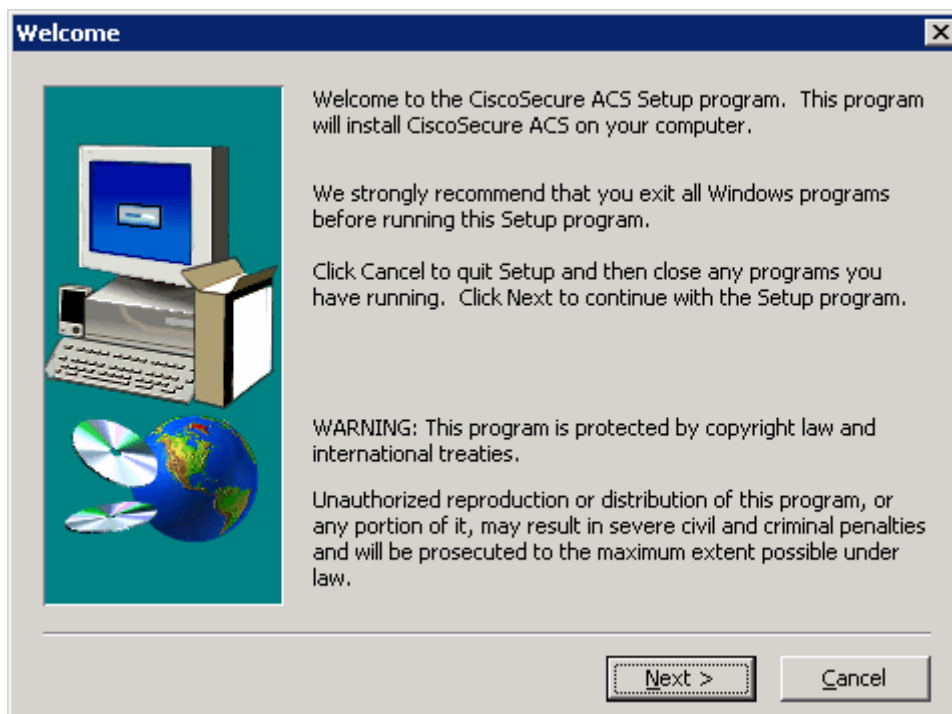 Welcome
Welcome to the CiscoSecure ACS Setup program. This program
will install CiscoSecure ACS on your computer.
We strongly recommend that you exit all Windows programs
before running this Setup program.
Click Cancel to quit Setup and then close any programs you
have running. Click Next to continue with the Setup program.
WARNING: This program is protected by copyright law and
international treaties.
Unauthorized reproduction or distribution of this program, or
any portion of it, may result in severe civil and criminal penalties
and will be prosecuted to the maximum extent possible under
law.
Next >
Cancel